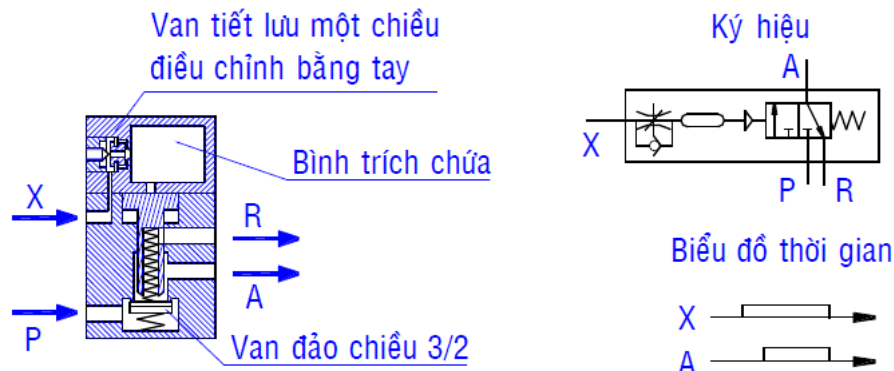 Van tiết lưu một chiều
điều chỉnh bằng tay
Bình trích chứa
X
R
A
P
Van đảo chiều 3/2
Ký hiệu
A
X
P R
Biểu đồ thời gian
X
A